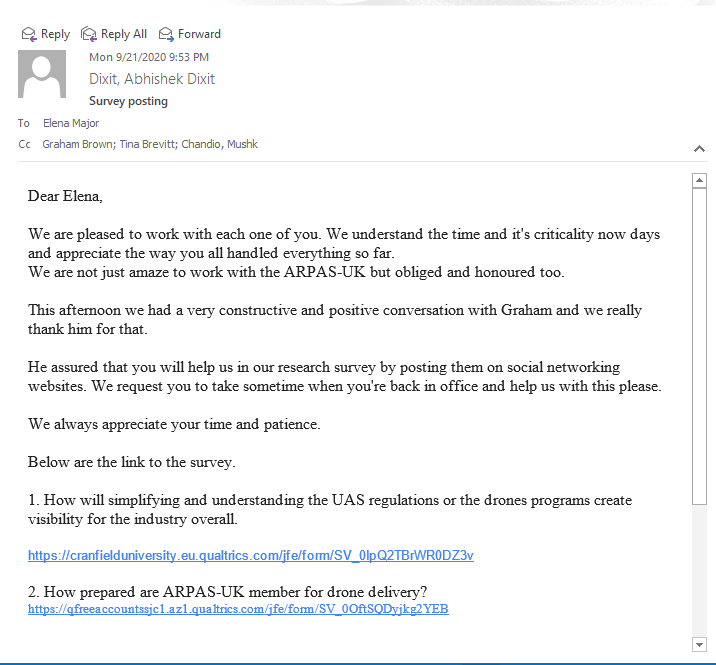 Reply Reply All Forward
Mon 9/21/2020 9:53 PM
Dixit, Abhishek Dixit
Survey posting
To Elena Major
Cc Graham Brown; Tina Brevitt; Chandio, Mushk
Dear Elena,
We are pleased to work with each one of you. We understand the time and it's criticality now days
and appreciate the way you all handled everything so far.
We are not just amaze to work with the ARPAS-UK but obliged and honoured too.
This afternoon we had a very constructive and positive conversation with Graham and we really
thank him for that.
He assured that you will help us in our research survey by posting them on social networking
websites. We request you to take sometime when you're back in office and help us with this please.
We always appreciate your time and patience.
Below are the link to the survey.
1. How will simplifying and understanding the UAS regulations or the drones programs create
visibility for the industry overall.
https://cranfielduniversity.eu.qualtrics.com/jfe/form/SV_0lpQ2TBrWR0DZ3v
2. How prepared are ARPAS-UK member for drone delivery?
https://qfreeaccountssjc1.az1.qualtrics.com/jfe/form/SV_0OftSQDyjkg2YEB